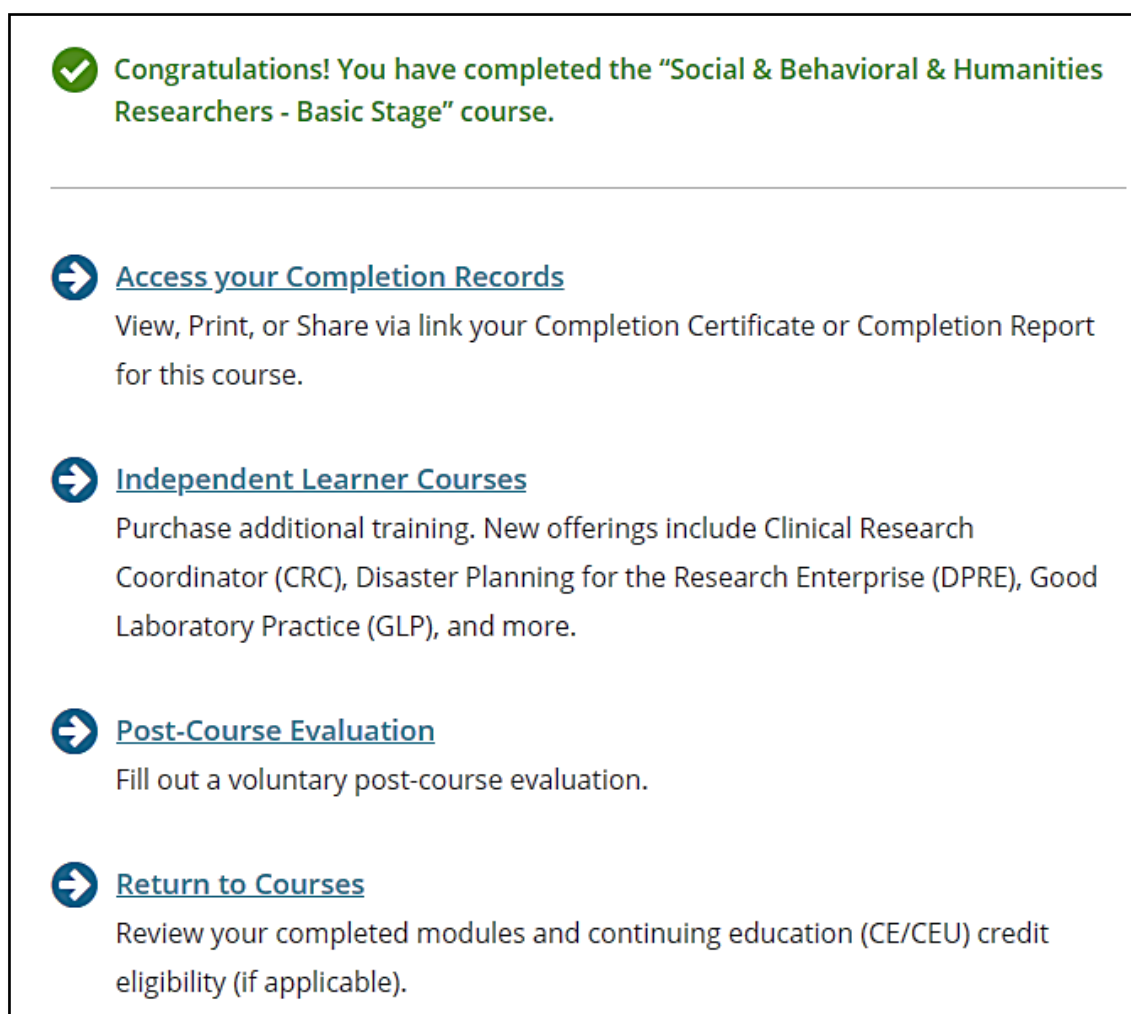 Congratulations! You have completed the “Social & Behavioral & Humanities
Researchers - Basic Stage” course.
Access your Completion Records
View, Print, or Share via link your Completion Certificate or Completion Report
for this course.
Independent Learner Courses
Purchase additional training. New offerings include Clinical Research
Coordinator (CRC), Disaster Planning for the Research Enterprise (DPRE), Good
Laboratory Practice (GLP), and more.
Post-Course Evaluation
Fill out a voluntary post-course evaluation.
Return to Courses
Review your completed modules and continuing education (CE/CEU) credit
eligibility (if applicable).